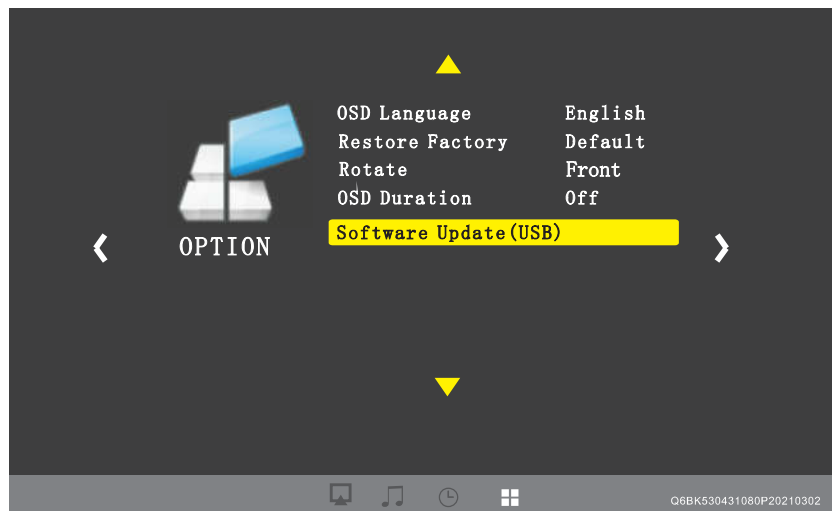 OSD Language English
Restore Factory Default
Rotate Front
OSD Duration Off
Software Update(USB)
OPTION
Q6BK530431080P20210302